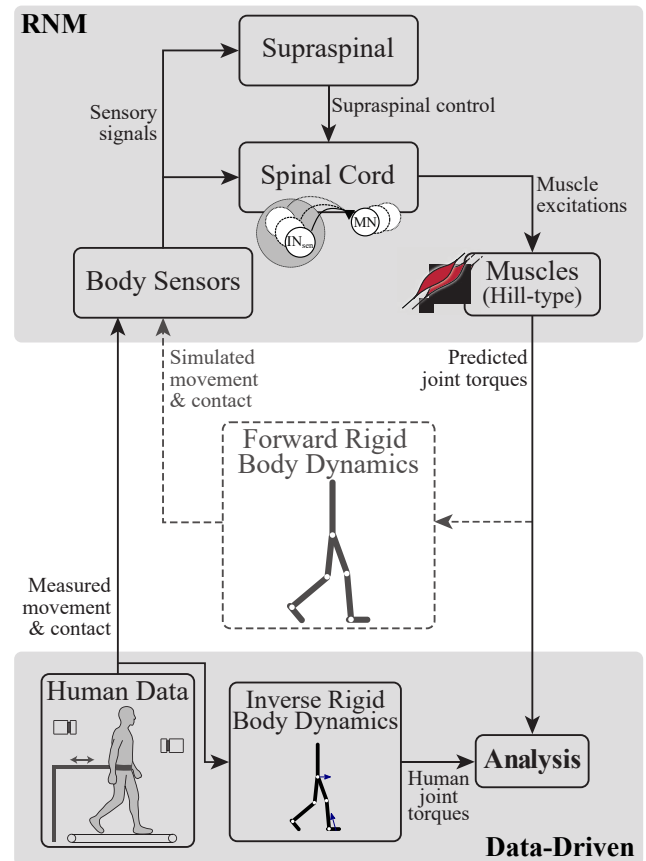 RNM
Supraspinal
Sensory
signals
Supraspinal control
Spinal Cord
INsen
MN
Muscle
excitations
Body Sensors
Muscles
(Hill-type)
Simulated
movement
& contact
Predicted
joint torques
Forward Rigid
Body Dynamics
Measured
movement
& contact
Human Data
Inverse Rigid
Body Dynamics
Analysis
Human
joint
torques
Data-Driven